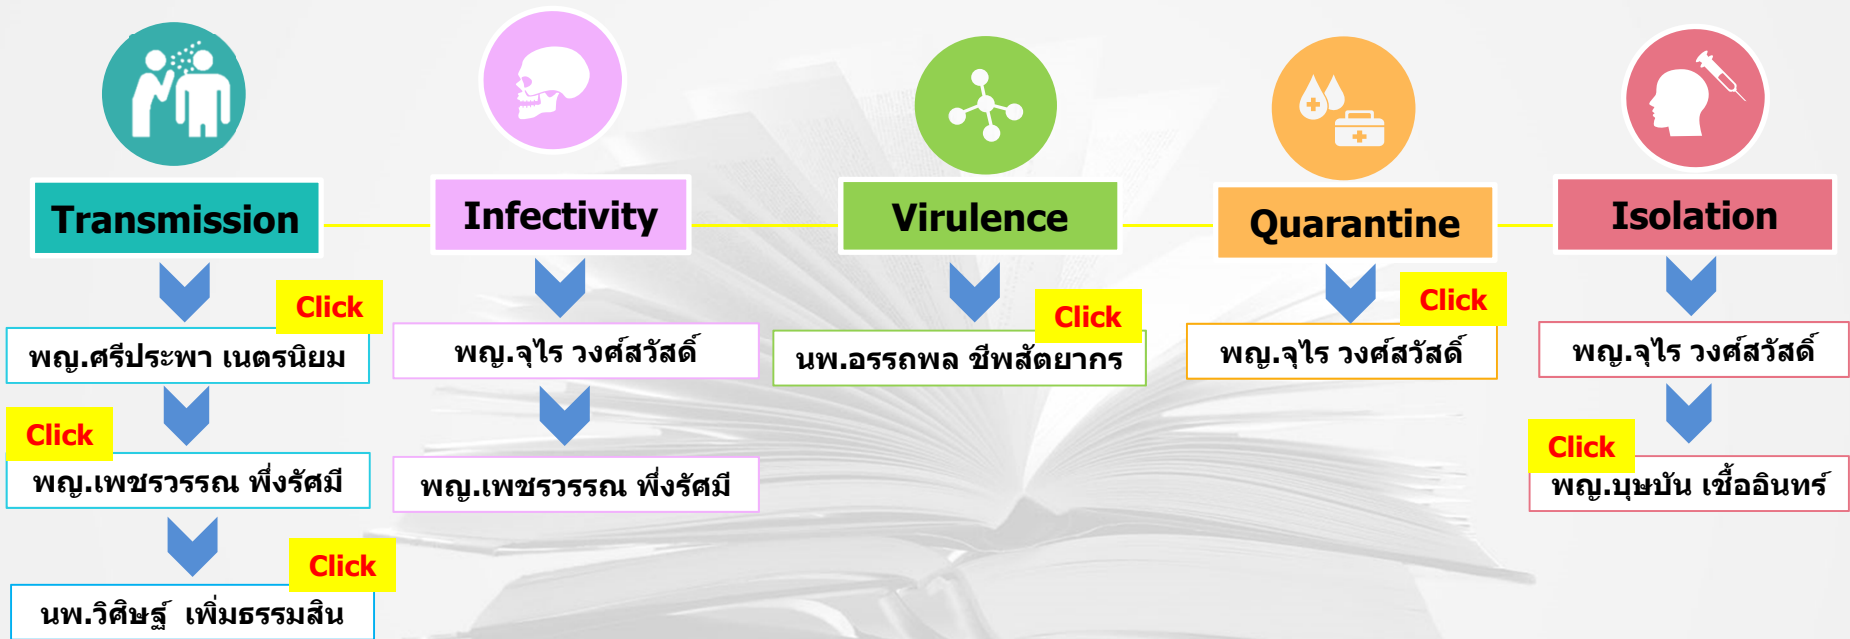 Transmission
Click
พญ.ศรีประพา เนตรนิยม
Click
พญ.เพชรวรรณ พึ่งรัศมี
Click
นพ.วิศิษฐ์ เพิ่มธรรมสิน
Infectivity
พญ.จุไร วงศ์สวัสดิ์
พญ.เพชรวรรณ พึ่งรัศมี
Virulence
Click
นพ.อรรถพล ชีพสัตยากร
Quarantine
Click
พญ.จุไร วงศ์สวัสดิ์
Isolation
พญ.จุไร วงศ์สวัสดิ์
Click
พญ.บุษบัน เชื้ออินทร์